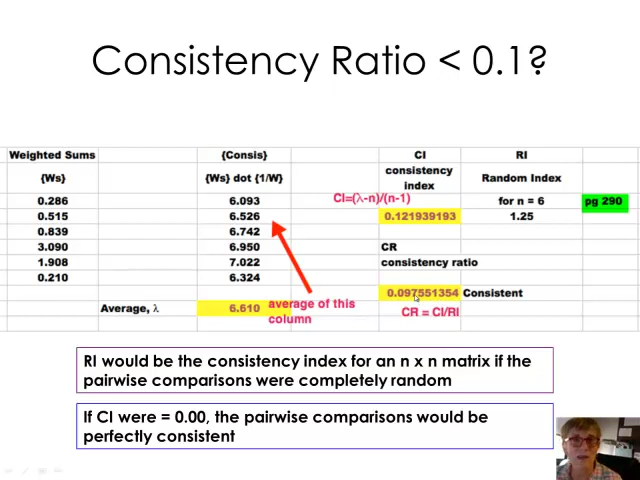 Consistency Ratio < 0.1?
Weighted Sums {Consis} CI RI
{Ws} {Ws} dot {1/W} consistency index Random Index
CI=(λ-n)/(n-1)
0.286 6.093 for n = 6 pg 290
0.515 6.526 0.121939193 1.25
0.839 6.742
3.090 6.950 CR
1.908 7.022 consistency ratio
0.210 6.324
0.097551354 Consistent
Average, λ 6.610 average of this
column
CR = CI/RI
RI would be the consistency index for an n x n matrix if the
pairwise comparisons were completely random
If CI were = 0.00, the pairwise comparisons would be
perfectly consistent